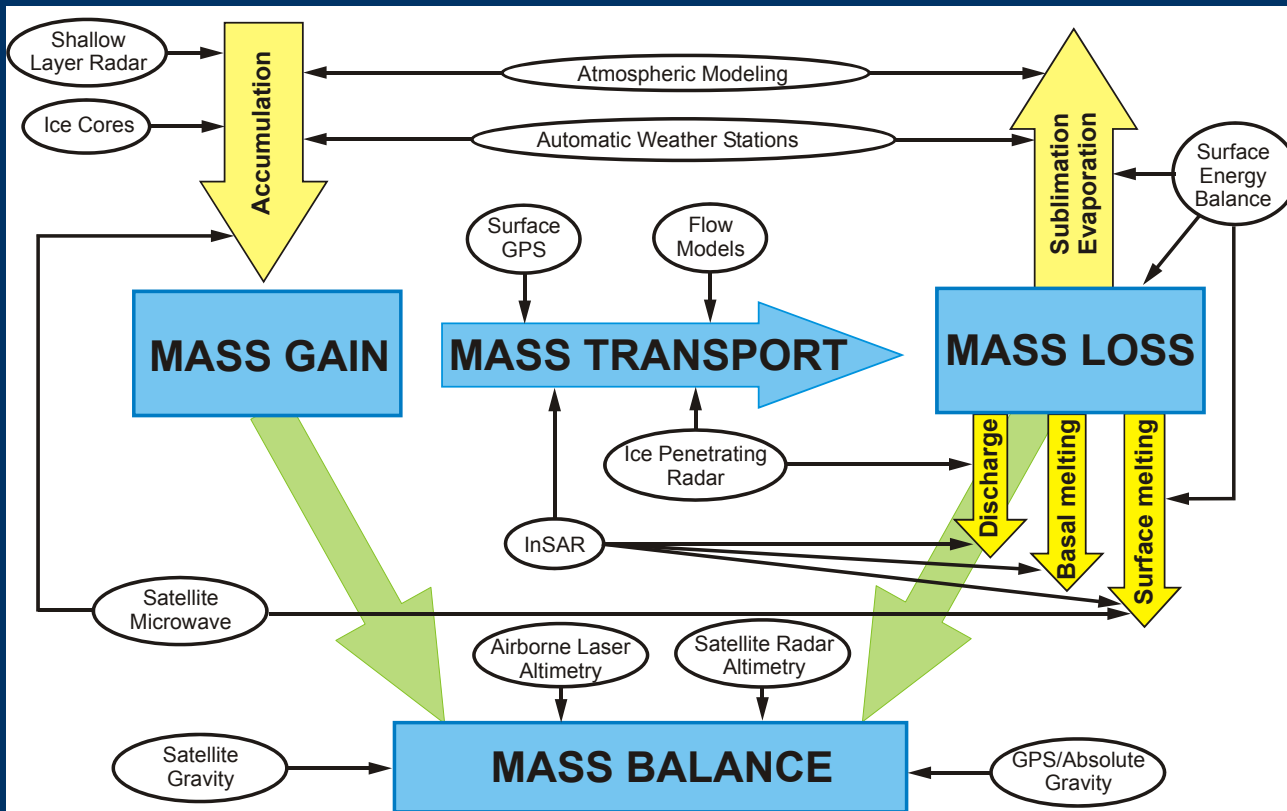 Shallow
Layer Radar
Atmospheric Modeling
Ice Cores
Automatic Weather Stations
Accumulation
Sublimation
Evaporation
Surface
Energy
Balance
Surface
GPS
Flow
Models
MASS GAIN
MASS TRANSPORT
MASS LOSS
Ice Penetrating
Radar
Discharge
Basal melting
Surface melting
InSAR
Satellite
Microwave
Airborne Laser
Altimetry
Satellite Radar
Altimetry
Satellite
Gravity
MASS BALANCE
GPS/Absolute
Gravity